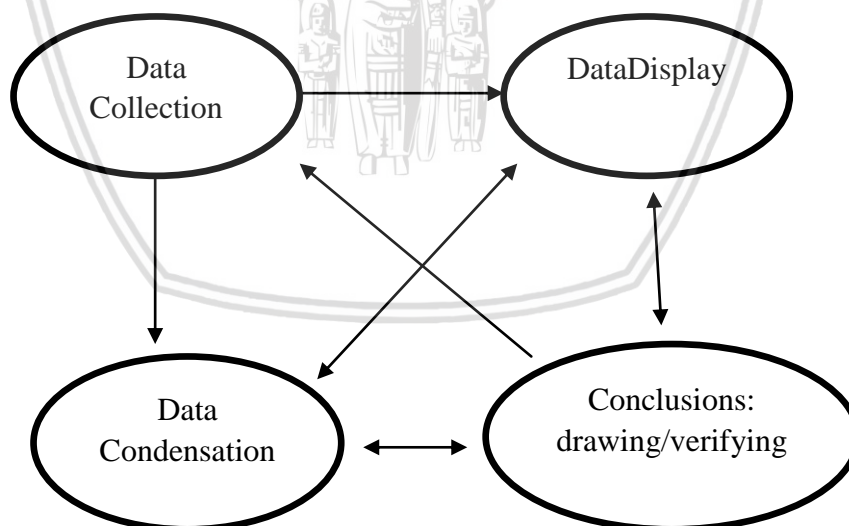 Data
Collection
DataDisplay
Data
Condensation
Conclusions:
drawing/verifying